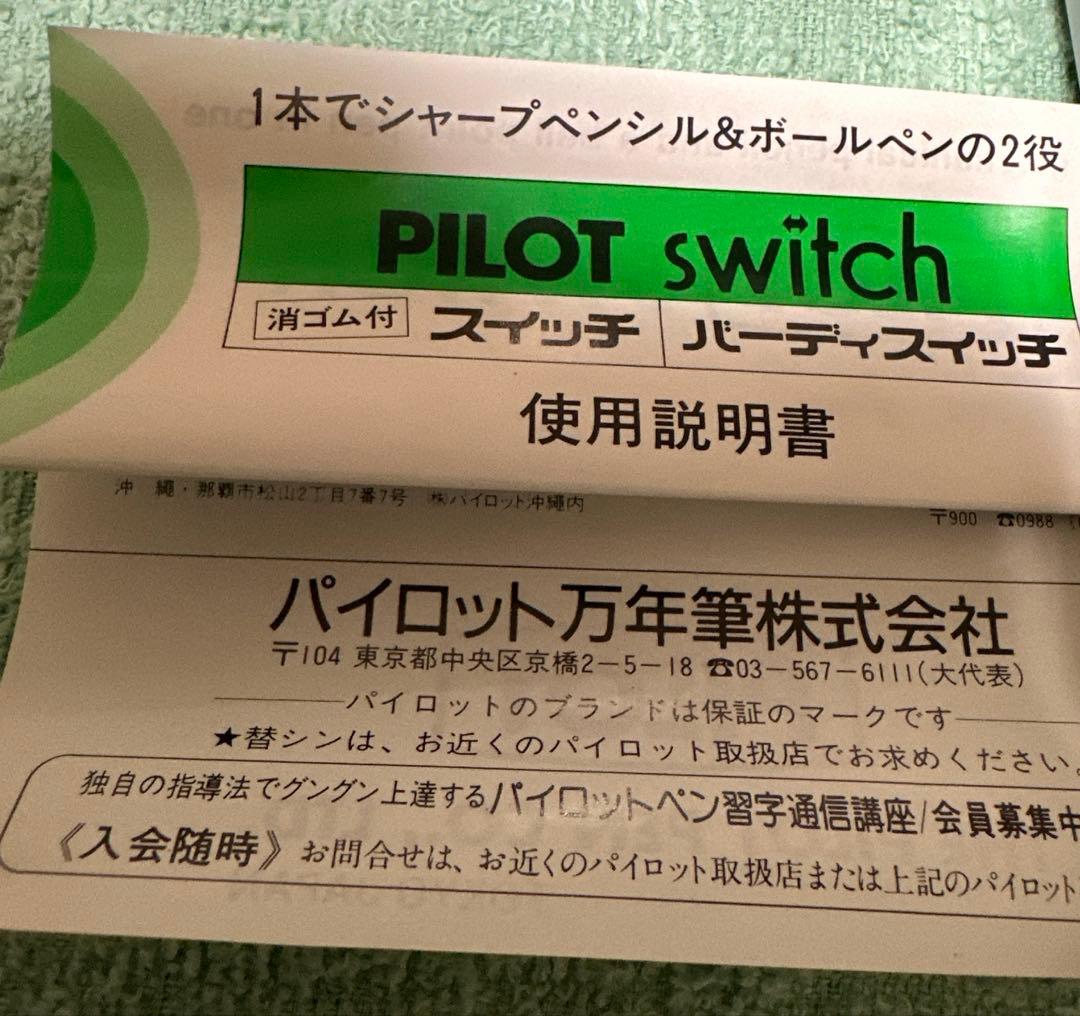 1本でシャープペンシル&ボールペンの2役
PILOT switch
消ゴム付 スイッチ バーディスイッチ
使用説明書
沖 縄・那覇市松山2丁目7番7号 ㈱パイロット沖縄内 〒900 ☎0988
パイロット万年筆株式会社
〒104 東京都中央区京橋2−5−18 ☎03−567−6111(大代表)
パイロットのブランドは保証のマークです
★替シンは、お近くのパイロット取扱店でお求めください。
独自の指導法でグングン上達するパイロットペン習字通信講座/会員募集中
《入会随時》お問合せは、お近くのパイロット取扱店または上記のパイロット